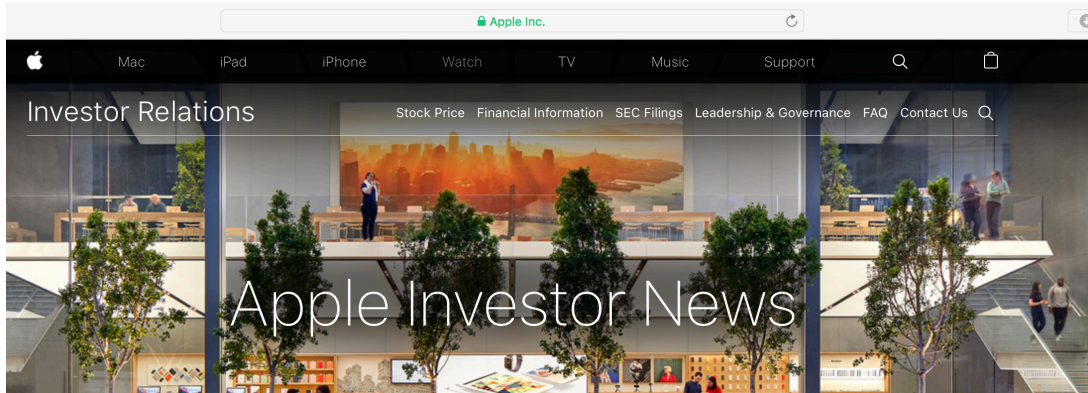 Apple Inc.
Mac iPad iPhone Watch TV Music Support
Investor Relations Stock Price Financial Information SEC Filings Leadership & Governance FAQ Contact Us
Apple Investor News